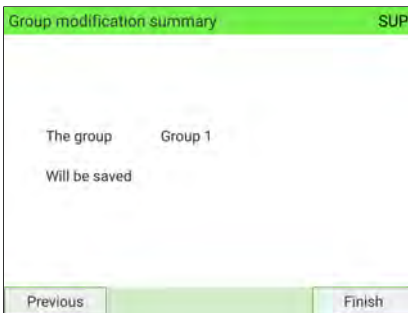 Group modification summary SUP
The group Group 1
Will be saved
Previous Finish